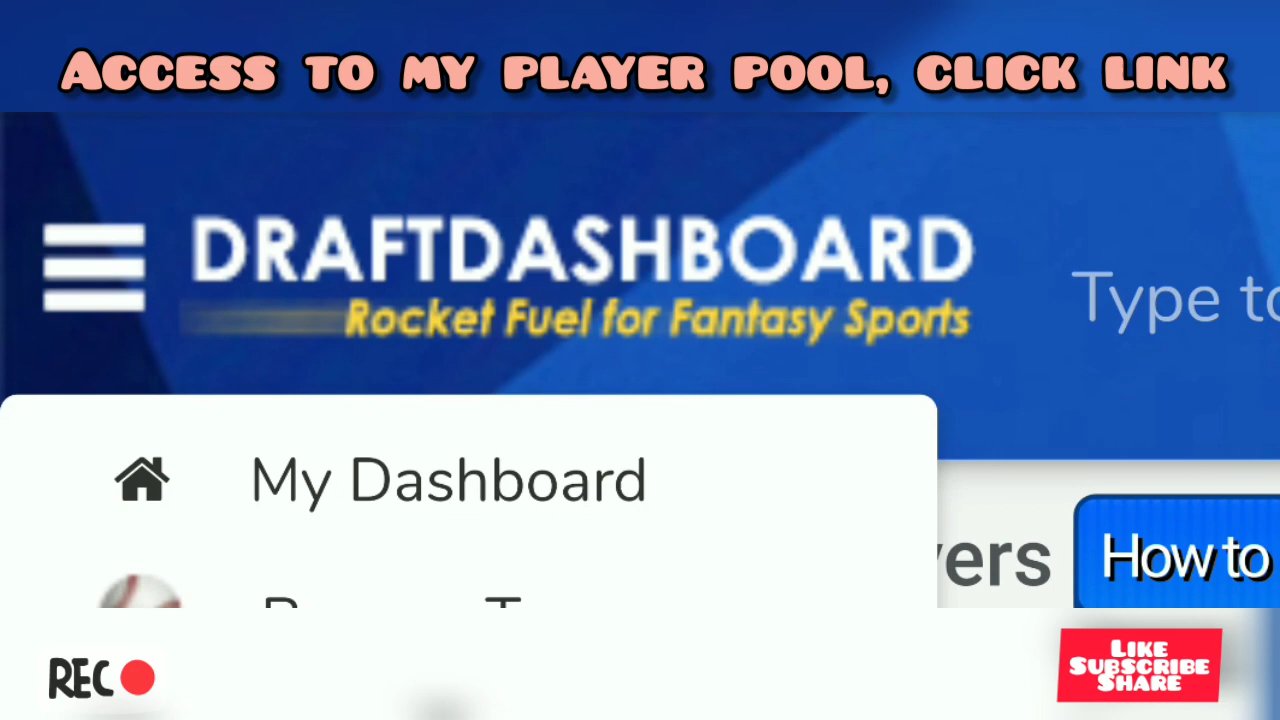 ACCESS TO MY PLAYER POOL, CLICK LINK
DRAFTDASHBOARD
Rocket Fuel for Fantasy Sports
Type to
My Dashboard
vers
How to
REC
LIKE
SUBSCRIBE
SHARE